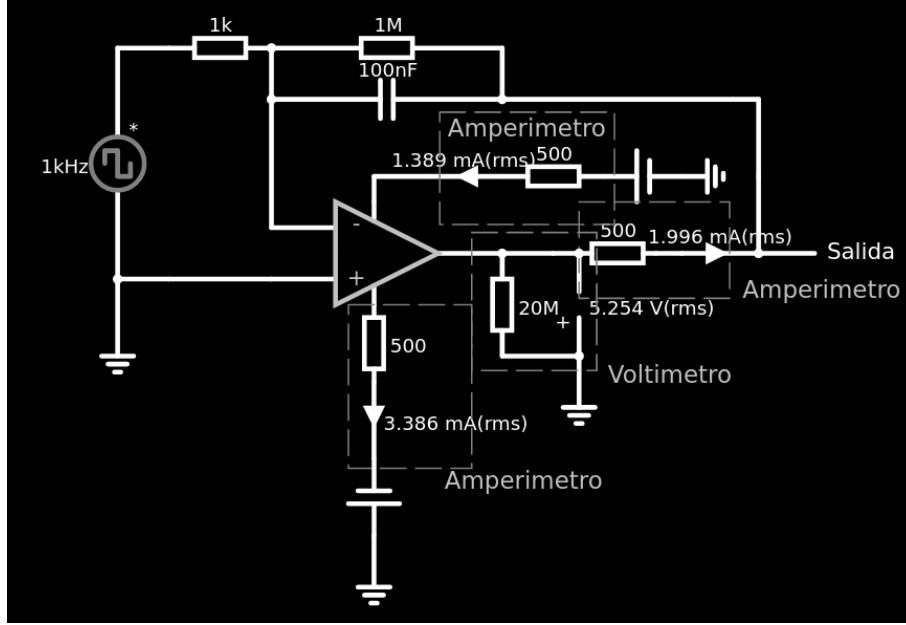 1k
1M
100nF
*
1kHz
Amperimetro
1.389 mA(rms)
500
-
+
500
1.996 mA(rms)
Salida
Amperimetro
20M
+
5.254 V(rms)
500
Voltimetro
3.386 mA(rms)
Amperimetro